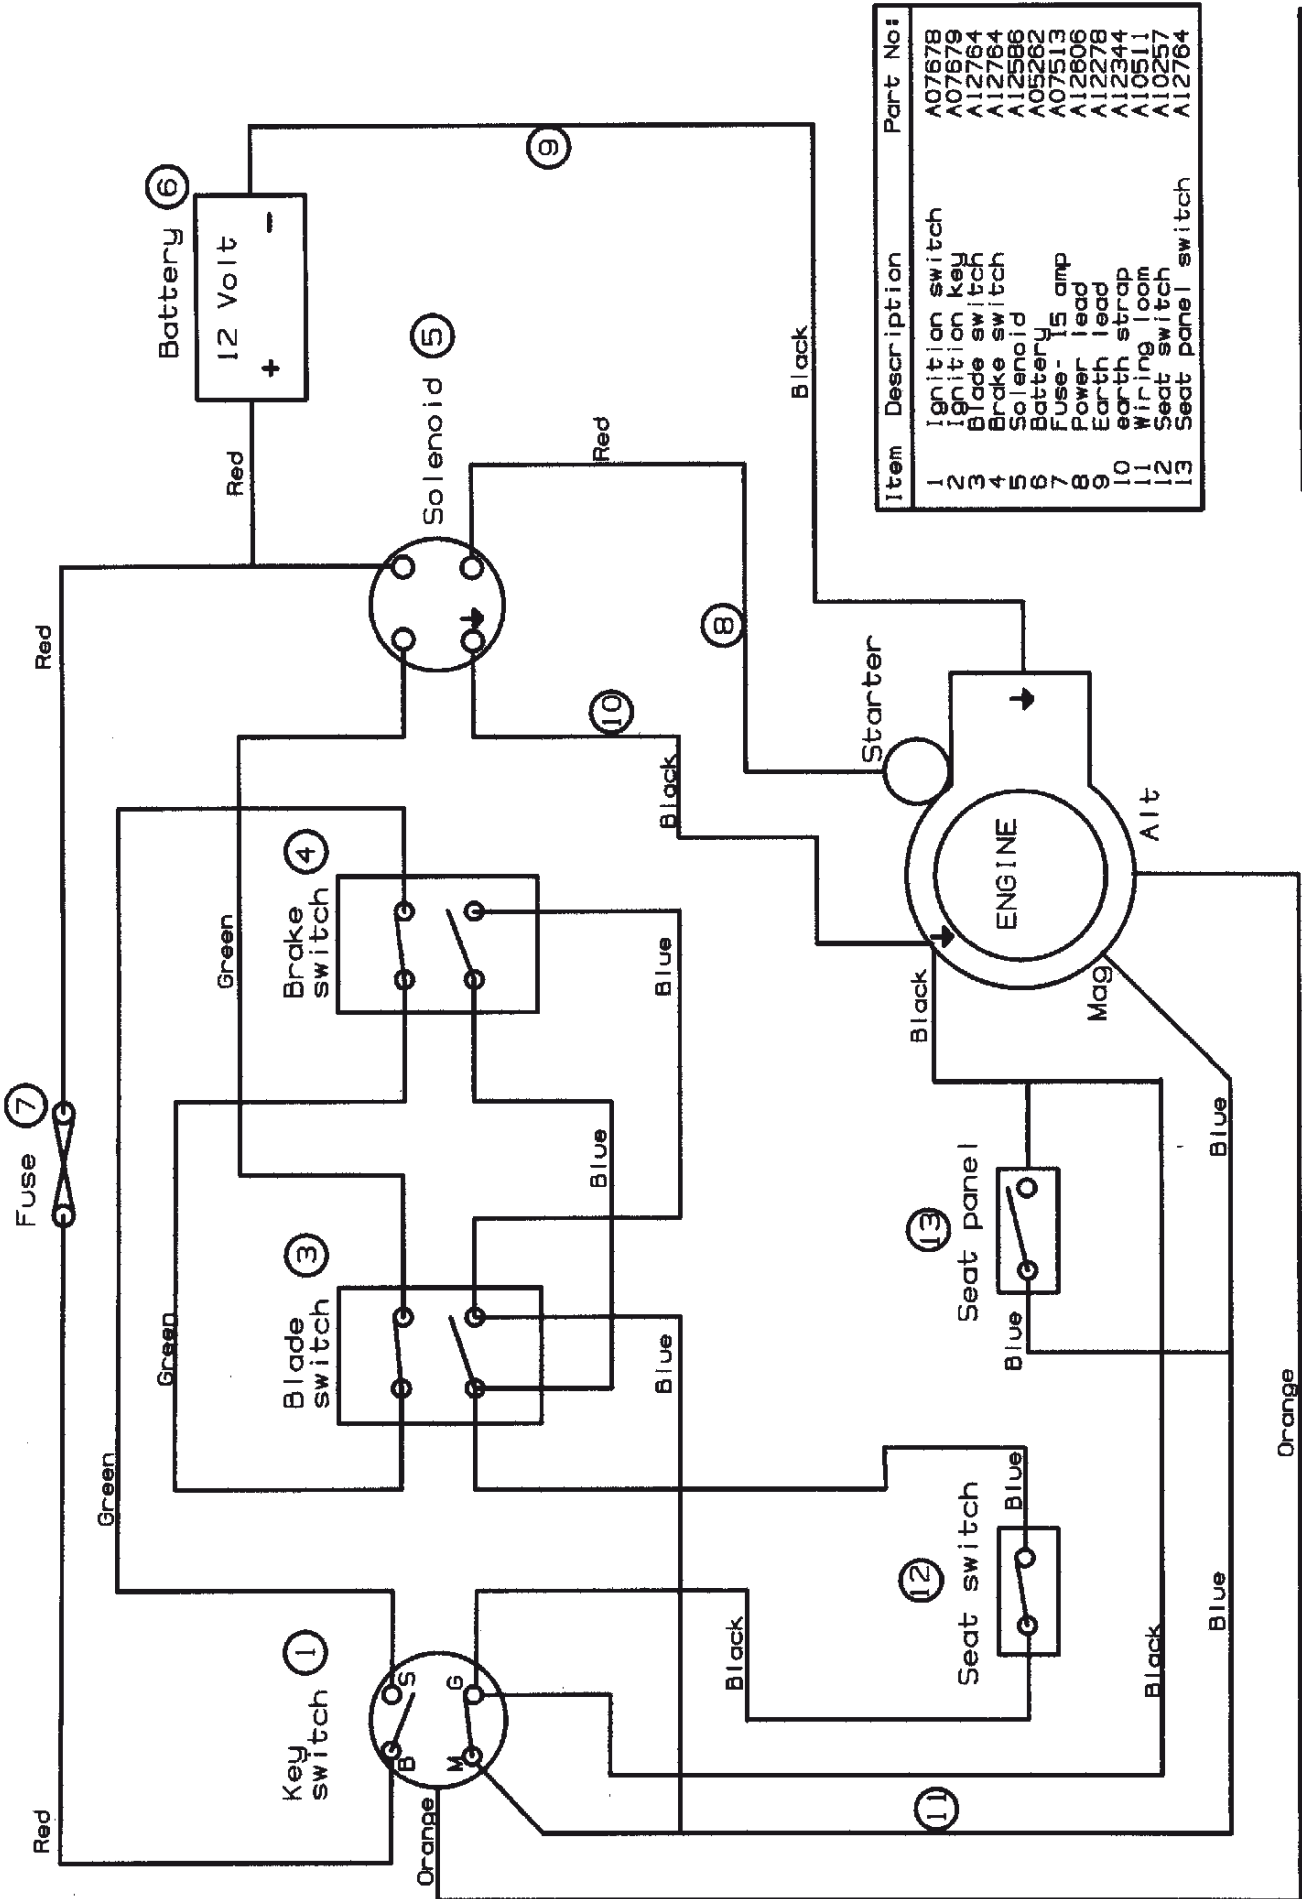 Fuse 7
Red
Red
Green
Green
Green
Key switch 1
B
S
M
G
Orange
Blade switch 3
Brake switch 4
Solenoid 5
Battery 6
12 Volt
+ -
Red
Red
9
Black
8
10
Black
Blue
Blue
Blue
Black
12
Seat switch
Blue
13
Seat panel
Blue
Black
Starter
ENGINE
Mag
Alt
11
Black
Blue
Blue
Orange
Item Description Part No:
1 Ignition switch A07678
2 Ignition key A07679
3 Blade switch A12764
4 Brake switch A12764
5 Solenoid A12586
6 Battery A05262
7 Fuse- 15 amp A07513
8 Power lead A12606
9 Earth lead A12278
10 earth strap A12344
11 Wiring loom A10511
12 Seat switch A10257
13 Seat panel switch A12764